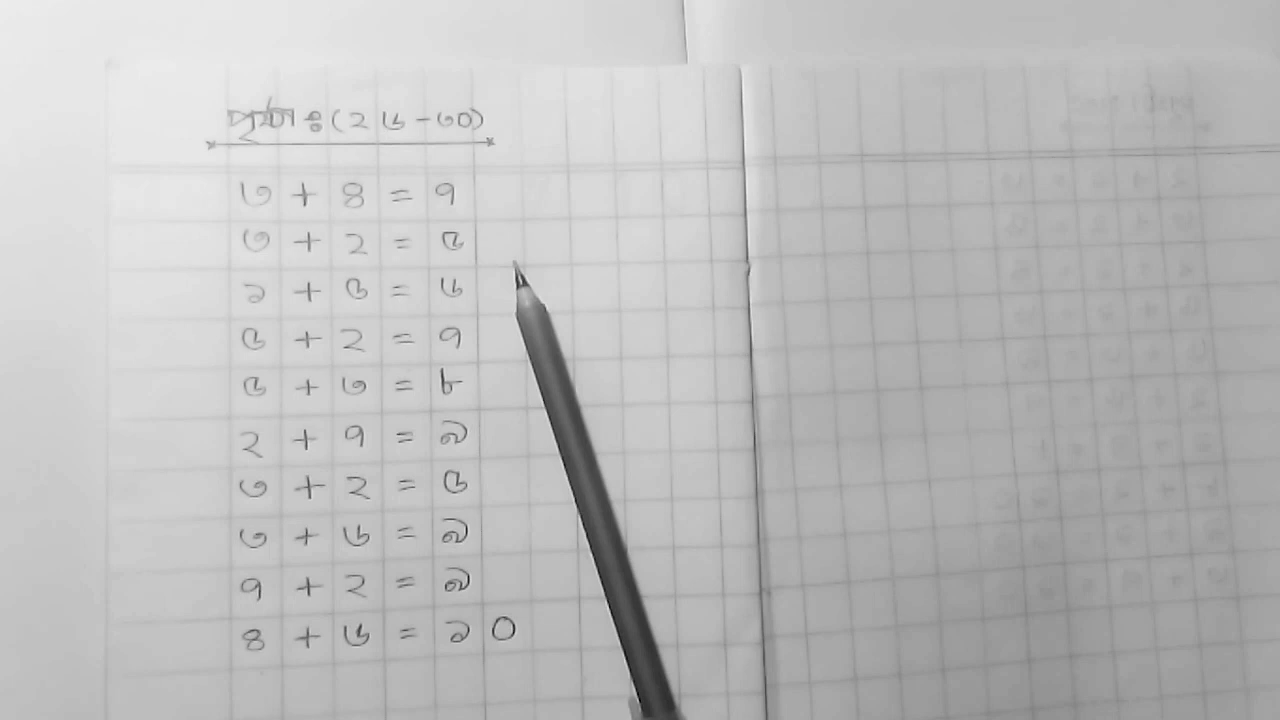 পৃষ্ঠা ঃ (২৬-৩০)
৩ + ৪ = ৭
৩ + ২ = ৫
১ + ৫ = ৬
৫ + ২ = ৭
৫ + ৩ = ৮
২ + ৭ = ৯
৩ + ২ = ৫
৩ + ৬ = ৯
৭ + ২ = ৯
৪ + ৬ = ১০